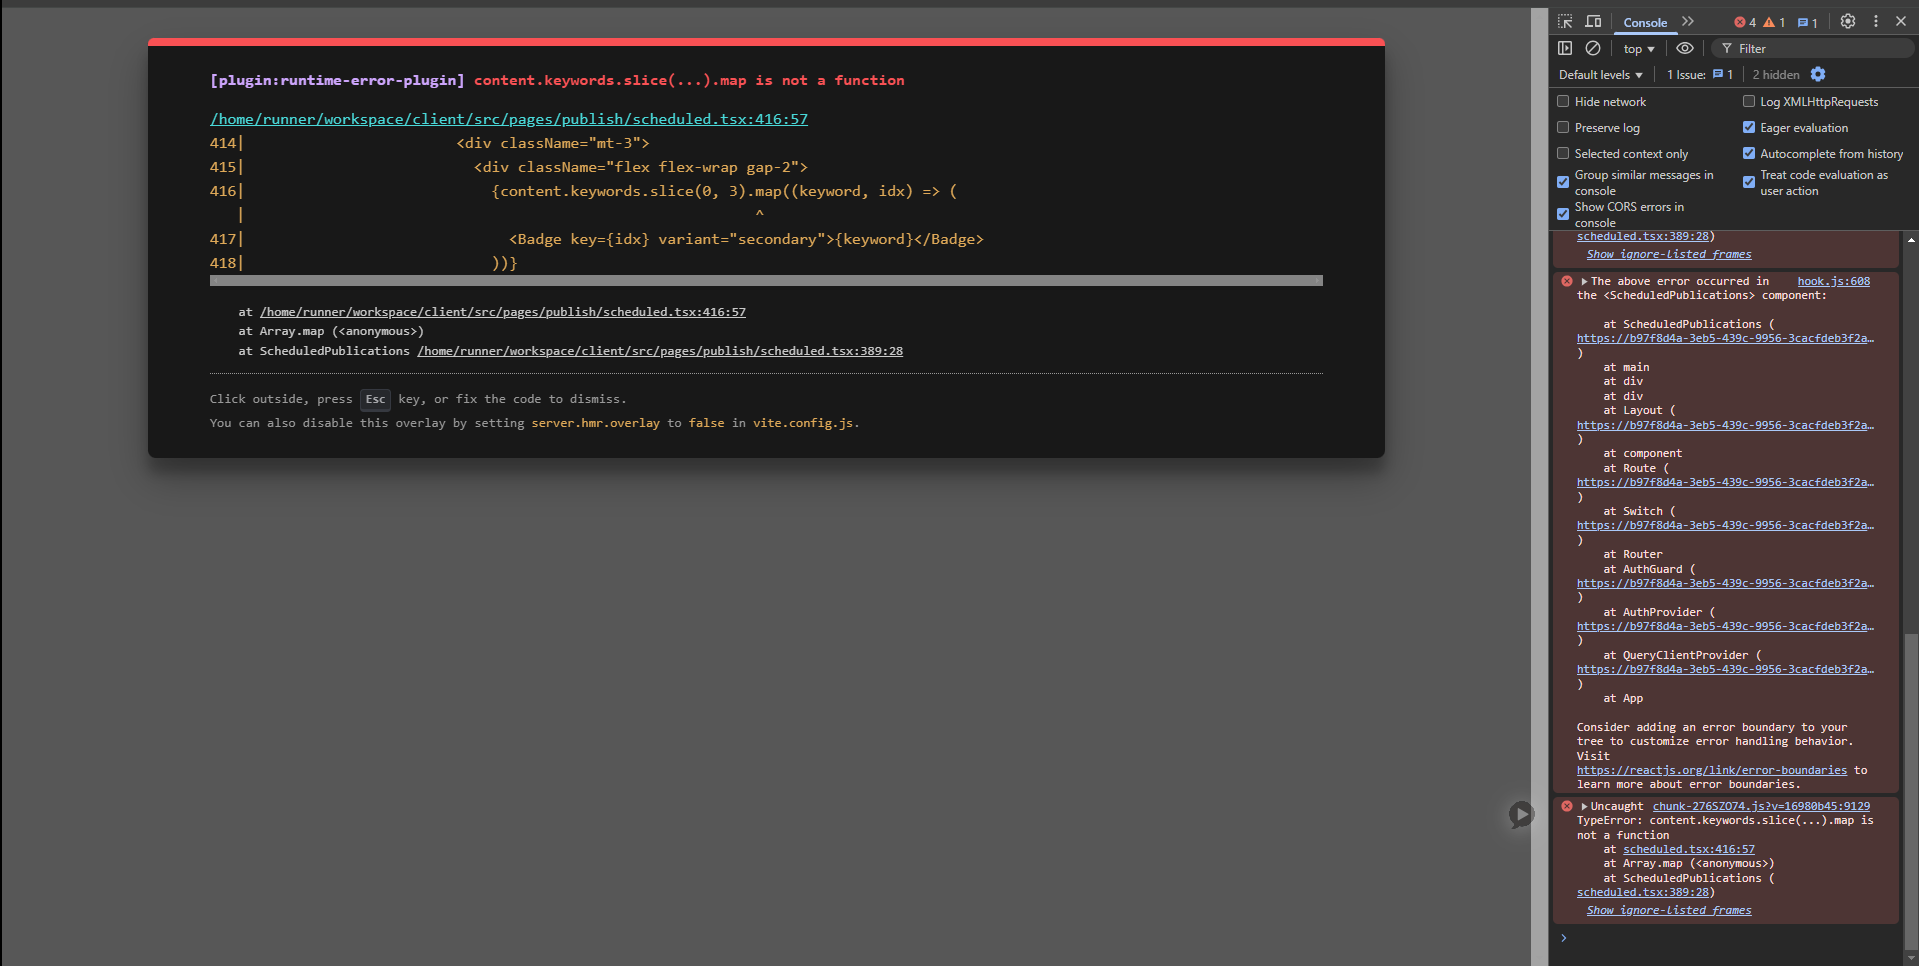 [plugin:runtime-error-plugin] content.keywords.slice(...).map is not a function
/home/runner/workspace/client/src/pages/publish/scheduled.tsx:416:57
414|                        <div className="mt-3">
415|                          <div className="flex flex-wrap gap-2">
416|                            {content.keywords.slice(0, 3).map((keyword, idx) => (
   |                                                          ^
417|                              <Badge key={idx} variant="secondary">{keyword}</Badge>
418|                            ))}
at /home/runner/workspace/client/src/pages/publish/scheduled.tsx:416:57
at Array.map (<anonymous>)
at ScheduledPublications /home/runner/workspace/client/src/pages/publish/scheduled.tsx:389:28
Click outside, press Esc key, or fix the code to dismiss.
You can also disable this overlay by setting server.hmr.overlay to false in vite.config.js.
Console 4 1 1
top Filter
Default levels 1 Issue: 1 2 hidden
Hide network
Log XMLHttpRequests
Preserve log
Eager evaluation
Selected context only
Autocomplete from history
Group similar messages in
console
Treat code evaluation as
user action
Show CORS errors in
console
scheduled.tsx:389:28)
Show ignore-listed frames
The above error occurred in hook.js:608
the <ScheduledPublications> component:
at ScheduledPublications (
https://b97f8d4a-3eb5-439c-9956-3cacfdeb3f2a…
)
at main
at div
at div
at Layout (
https://b97f8d4a-3eb5-439c-9956-3cacfdeb3f2a…
)
at component
at Route (
https://b97f8d4a-3eb5-439c-9956-3cacfdeb3f2a…
)
at Switch (
https://b97f8d4a-3eb5-439c-9956-3cacfdeb3f2a…
)
at Router
at AuthGuard (
https://b97f8d4a-3eb5-439c-9956-3cacfdeb3f2a…
)
at AuthProvider (
https://b97f8d4a-3eb5-439c-9956-3cacfdeb3f2a…
)
at QueryClientProvider (
https://b97f8d4a-3eb5-439c-9956-3cacfdeb3f2a…
)
at App
Consider adding an error boundary to your
tree to customize error handling behavior.
Visit
https://reactjs.org/link/error-boundaries to
learn more about error boundaries.
Uncaught chunk-276SZO74.js?v=16980b45:9129
TypeError: content.keywords.slice(...).map is
not a function
at scheduled.tsx:416:57
at Array.map (<anonymous>)
at ScheduledPublications (
scheduled.tsx:389:28)
Show ignore-listed frames